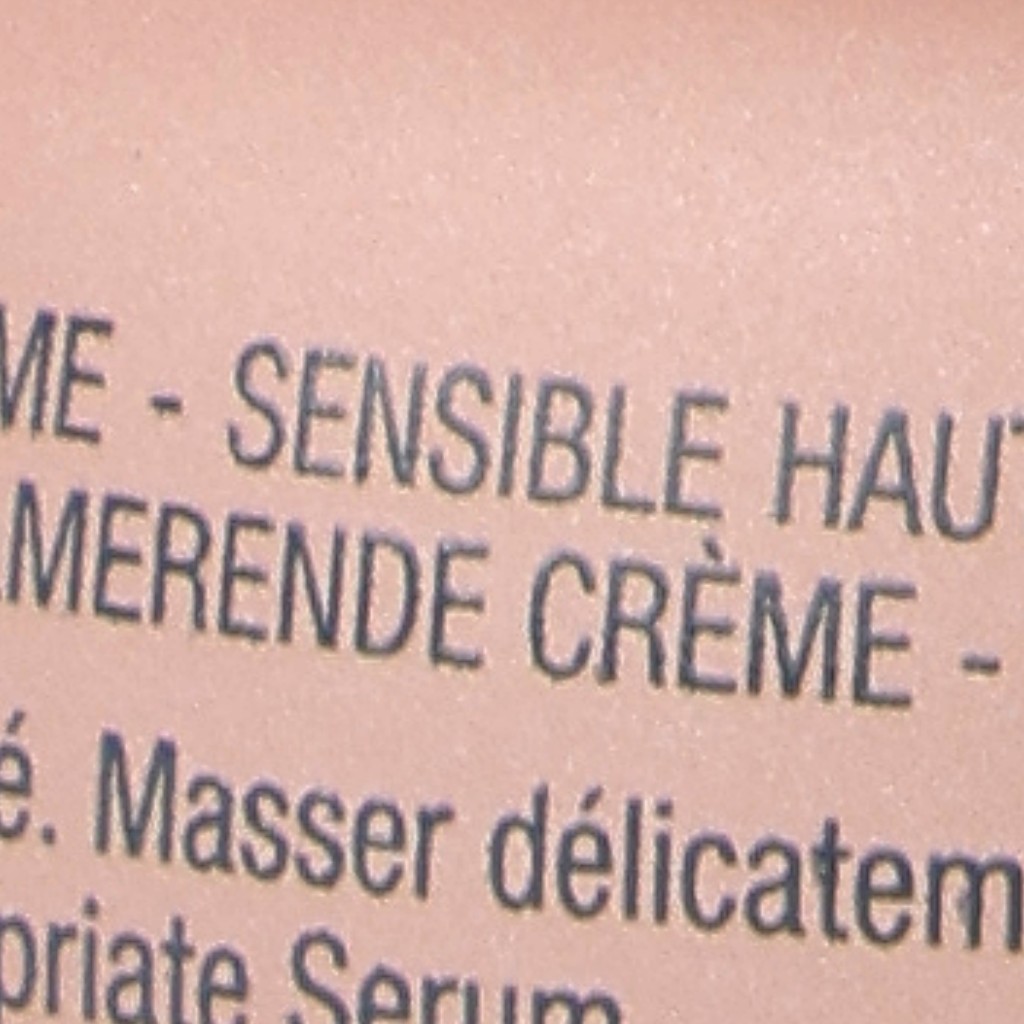 ME - SENSIBLE HAUT
MERENDE CRÈME -
é. Masser délicatem
priate Serum